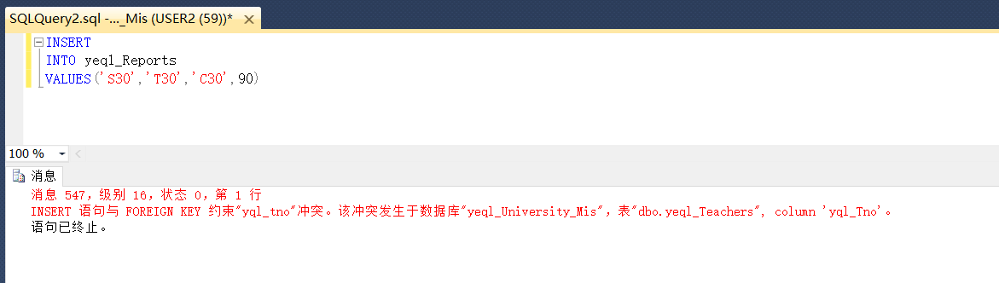 SQLQuery2.sql -..._Mis (USER2 (59))*
INSERT
INTO yeql_Reports
VALUES('S30','T30','C30',90)
100 %
消息
消息 547，级别 16，状态 0，第 1 行
INSERT 语句与 FOREIGN KEY 约束"yql_tno"冲突。该冲突发生于数据库"yeql_University_Mis"，表"dbo.yeql_Teachers", column 'yql_Tno'。
语句已终止。